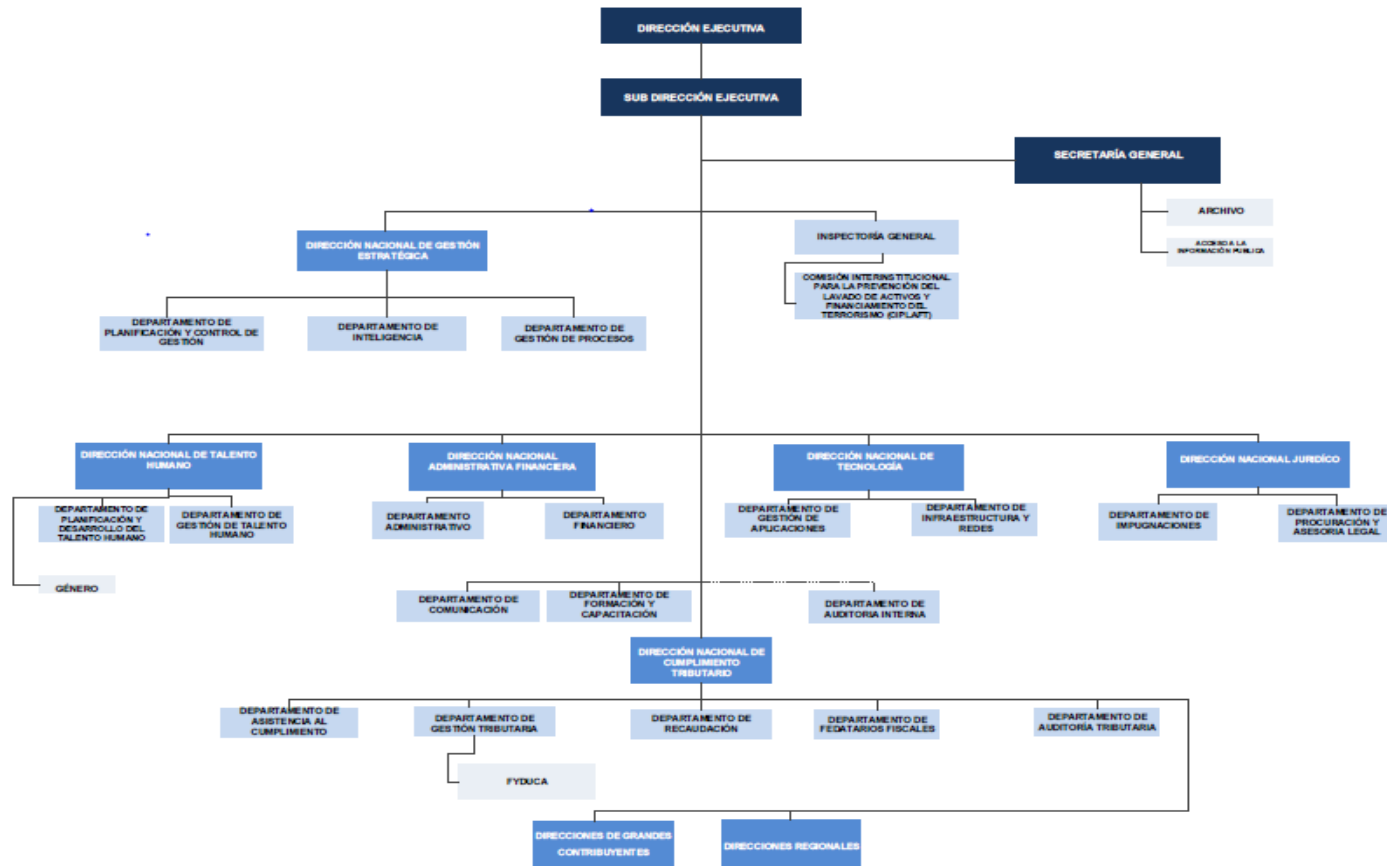 DIRECCIÓN EJECUTIVA
SUB DIRECCIÓN EJECUTIVA
SECRETARÍA GENERAL
ARCHIVO
ACCESO A LA
INFORMACIÓN PUBLICA
DIRECCIÓN NACIONAL DE GESTIÓN
ESTRATÉGICA
INSPECTORÍA GENERAL
COMISIÓN INTERINSTITUCIONAL
PARA LA PREVENCIÓN DEL
LAVADO DE ACTIVOS Y
FINANCIAMIENTO DEL
TERRORISMO (CIPLAFT)
DEPARTAMENTO DE
PLANIFICACIÓN Y CONTROL DE
GESTIÓN
DEPARTAMENTO DE
INTELIGENCIA
DEPARTAMENTO DE
GESTIÓN DE PROCESOS
DIRECCIÓN NACIONAL DE TALENTO
HUMANO
DIRECCIÓN NACIONAL
ADMINISTRATIVA FINANCIERA
DIRECCIÓN NACIONAL DE
TECNOLOGÍA
DIRECCIÓN NACIONAL JURIDÍCO
DEPARTAMENTO DE
PLANIFICACIÓN Y
DESARROLLO DEL
TALENTO HUMANO
DEPARTAMENTO DE
GESTIÓN DE TALENTO
HUMANO
DEPARTAMENTO
ADMINISTRATIVO
DEPARTAMENTO
FINANCIERO
DEPARTAMENTO DE
GESTIÓN DE
APLICACIONES
DEPARTAMENTO DE
INFRAESTRUCTURA Y
REDES
DEPARTAMENTO DE
IMPUGNACIONES
DEPARTAMENTO DE
PROCURACIÓN Y
ASESORIA LEGAL
GÉNERO
DEPARTAMENTO DE
COMUNICACIÓN
DEPARTAMENTO DE
FORMACIÓN Y
CAPACITACIÓN
DEPARTAMENTO DE
AUDITORIA INTERNA
DIRECCIÓN NACIONAL DE
CUMPLIMIENTO
TRIBUTARIO
DEPARTAMENTO DE
ASISTENCIA AL
CUMPLIMIENTO
DEPARTAMENTO DE
GESTIÓN TRIBUTARIA
DEPARTAMENTO DE
RECAUDACIÓN
DEPARTAMENTO DE
FEDATARIOS FISCALES
DEPARTAMENTO DE
AUDITORÍA TRIBUTARIA
FYDUCA
DIRECCIONES DE GRANDES
CONTRIBUYENTES
DIRECCIONES REGIONALES